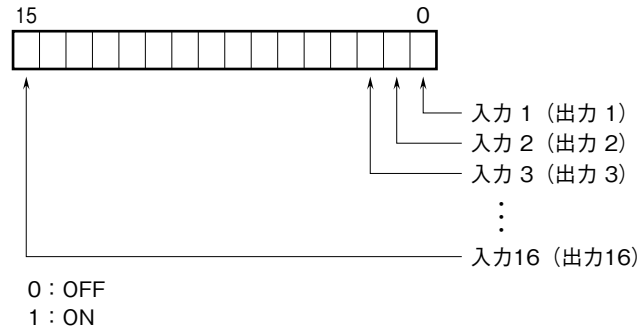 15 0
入力 1（出力 1）
入力 2（出力 2）
入力 3（出力 3）
⋮
入力16（出力16）
0：OFF
1：ON